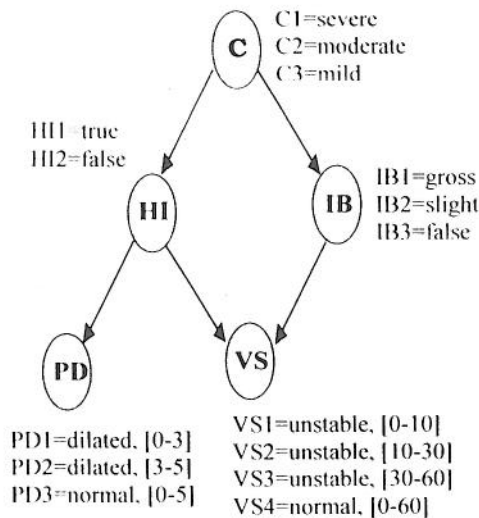 C
C1=severe
C2=moderate
C3=mild
HI1=true
HI2=false
HI
IB
IB1=gross
IB2=slight
IB3=false
PD
VS
PD1=dilated, [0-3]
PD2=dilated, [3-5]
PD3=normal, [0-5]
VS1=unstable, [0-10]
VS2=unstable, [10-30]
VS3=unstable, [30-60]
VS4=normal, [0-60]